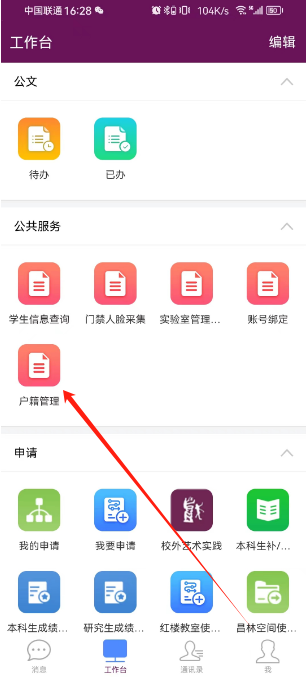 中国联通 16:28 104K/s 50
工作台 编辑
公文
待办 已办
公共服务
学生信息查询 门禁人脸采集 实验室管理... 账号绑定
户籍管理
申请
我的申请 我要申请 校外艺术实践 本科生补/...
本科生成绩... 研究生成绩... 红楼教室使... 昌林空间使...
消息 工作台 通讯录 我